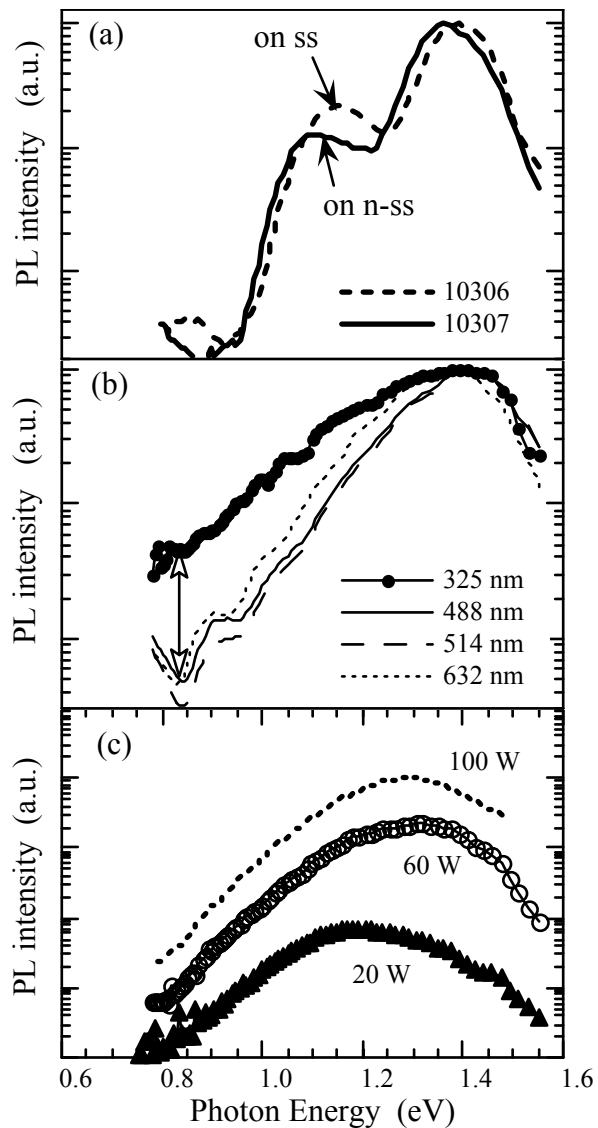 (a)
on ss
on n-ss
10306
10307
PL intensity (a.u.)
(b)
325 nm
488 nm
514 nm
632 nm
PL intensity (a.u.)
(c)
100 W
60 W
20 W
PL intensity (a.u.)
0.6 0.8 1.0 1.2 1.4 1.6
Photon Energy (eV)